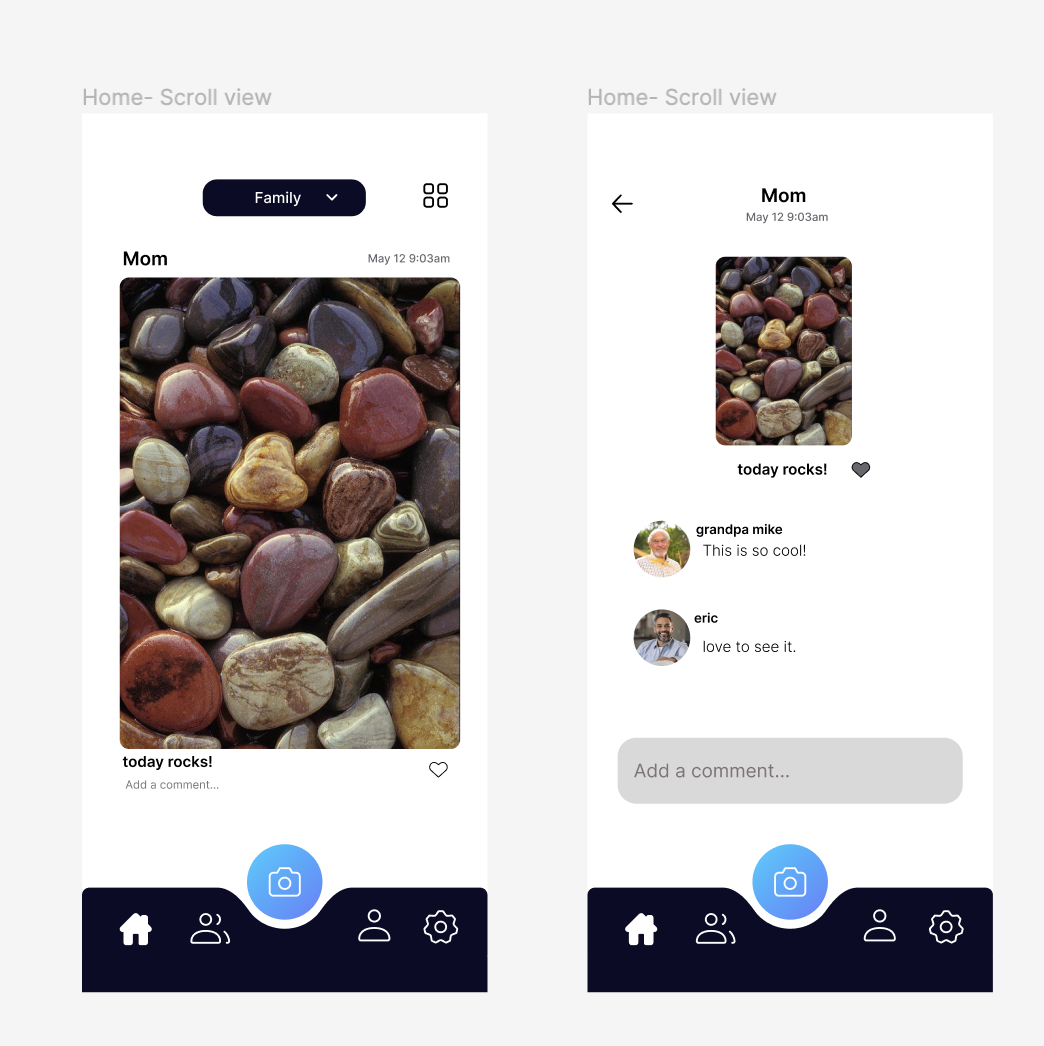 Home- Scroll view
Family
Mom
May 12 9:03am
today rocks!
Add a comment...
Home- Scroll view
Mom
May 12 9:03am
today rocks!
grandpa mike
This is so cool!
eric
love to see it.
Add a comment...